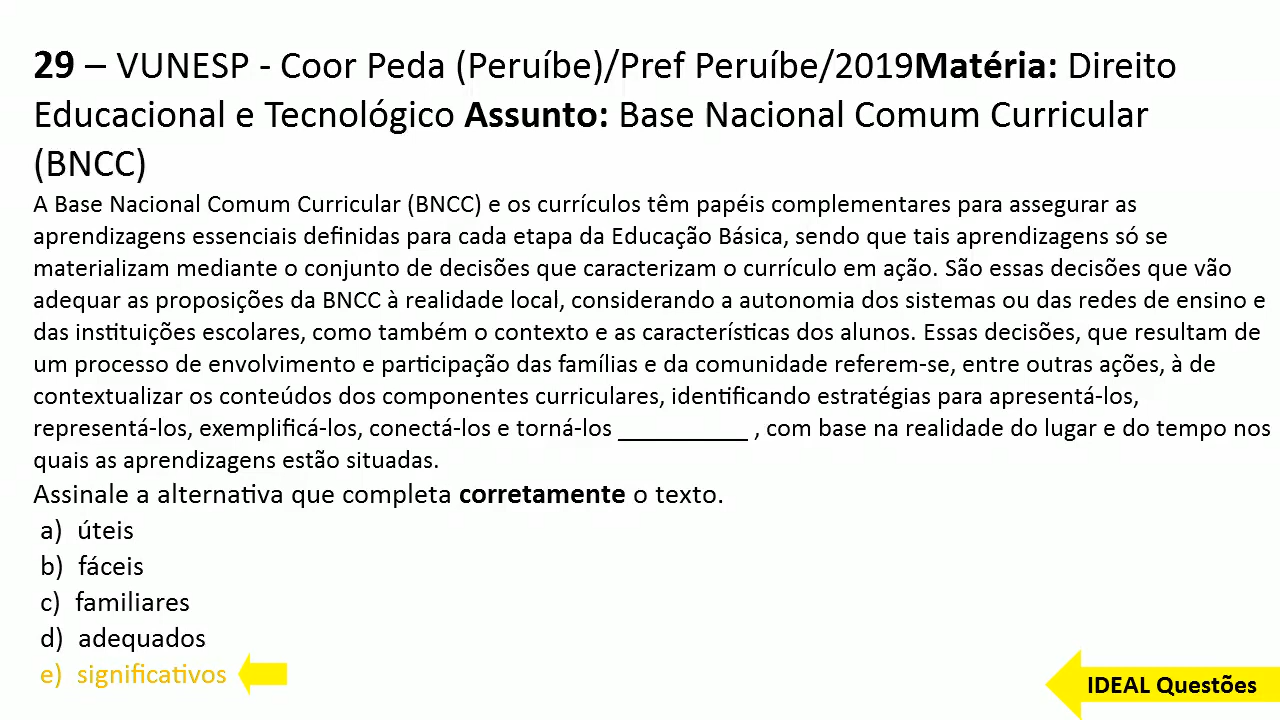 29 – VUNESP - Coor Peda (Peruíbe)/Pref Peruíbe/2019Matéria: Direito
Educacional e Tecnológico Assunto: Base Nacional Comum Curricular
(BNCC)
A Base Nacional Comum Curricular (BNCC) e os currículos têm papéis complementares para assegurar as
aprendizagens essenciais definidas para cada etapa da Educação Básica, sendo que tais aprendizagens só se
materializam mediante o conjunto de decisões que caracterizam o currículo em ação. São essas decisões que vão
adequar as proposições da BNCC à realidade local, considerando a autonomia dos sistemas ou das redes de ensino e
das instituições escolares, como também o contexto e as características dos alunos. Essas decisões, que resultam de
um processo de envolvimento e participação das famílias e da comunidade referem-se, entre outras ações, à de
contextualizar os conteúdos dos componentes curriculares, identificando estratégias para apresentá-los,
representá-los, exemplificá-los, conectá-los e torná-los __________ , com base na realidade do lugar e do tempo nos
quais as aprendizagens estão situadas.
Assinale a alternativa que completa corretamente o texto.
a) úteis
b) fáceis
c) familiares
d) adequados
e) significativos
IDEAL Questões